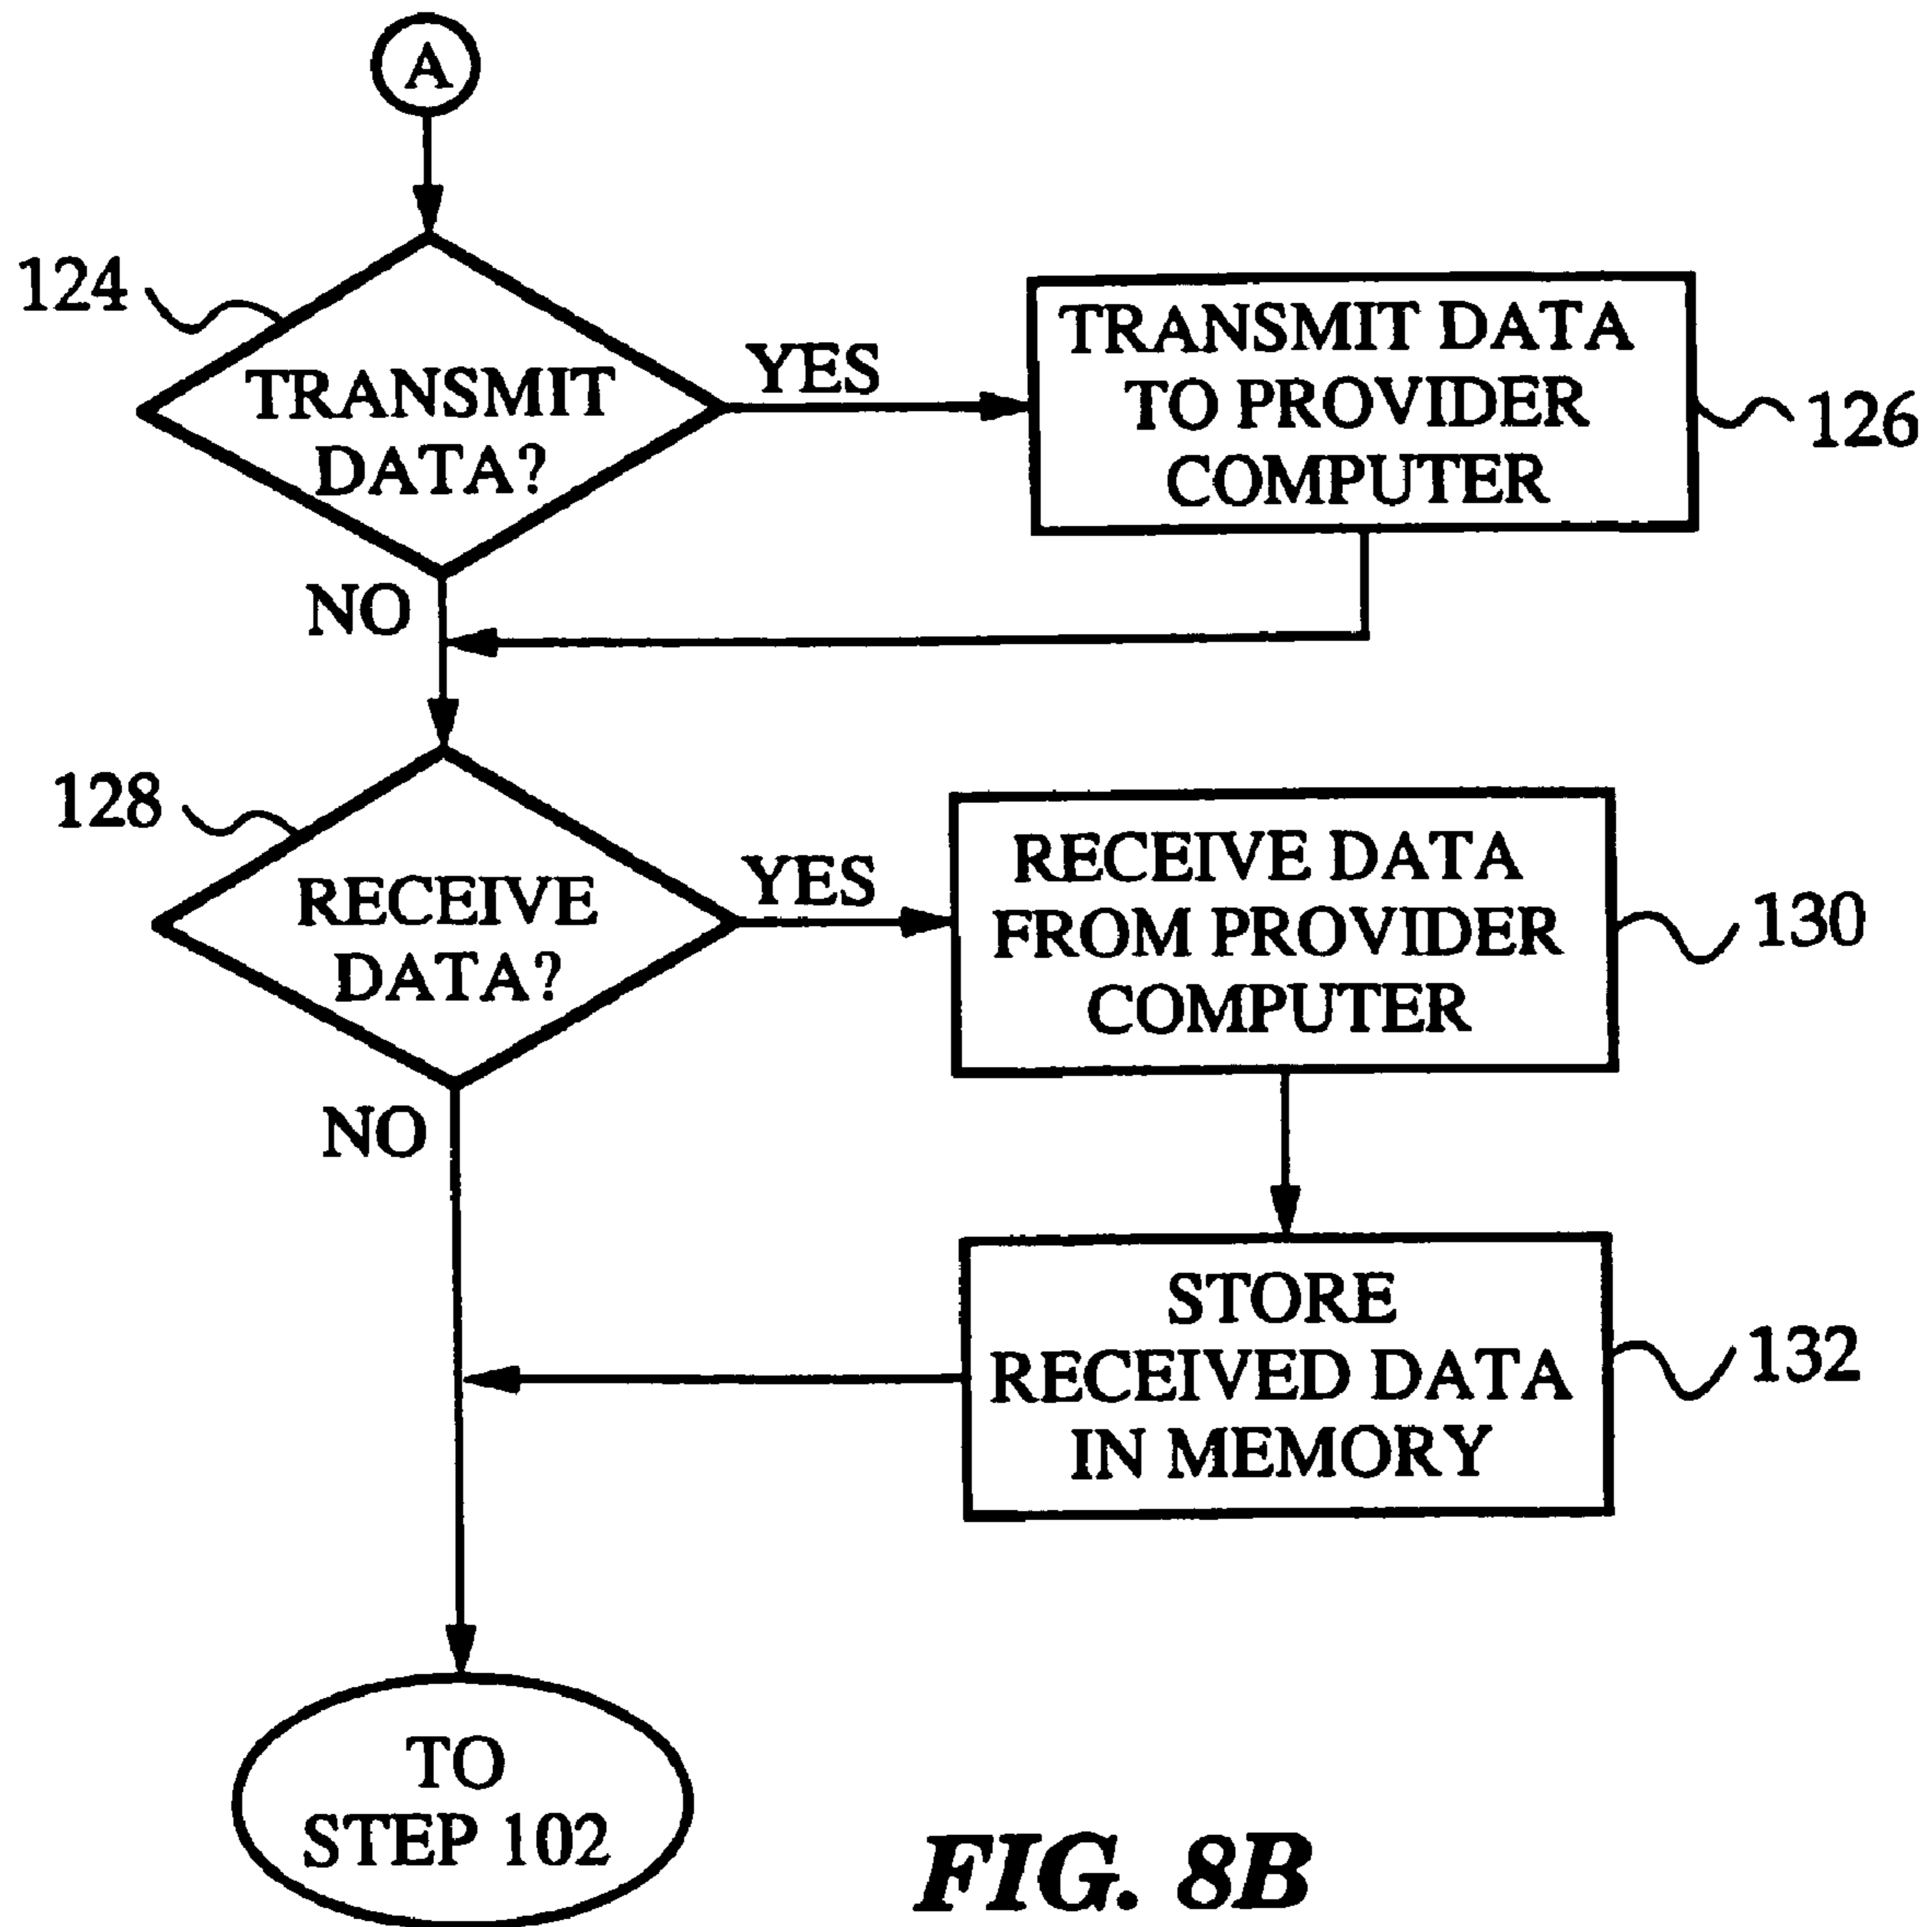 A
124
TRANSMIT
DATA?
YES
TRANSMIT DATA
TO PROVIDER
COMPUTER
126
NO
128
RECEIVE
DATA?
YES
RECEIVE DATA
FROM PROVIDER
COMPUTER
130
NO
STORE
RECEIVED DATA
IN MEMORY
132
TO
STEP 102
FIG. 8B